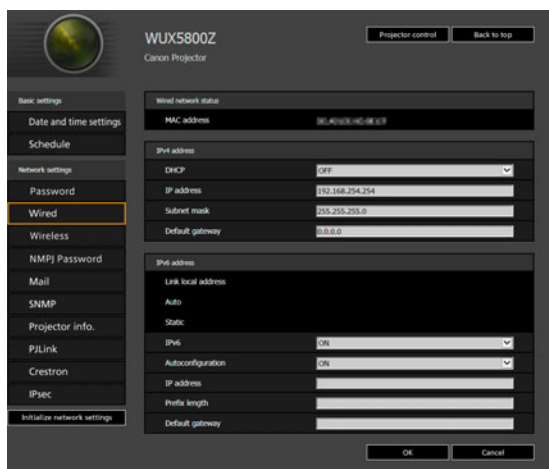 WUX5800Z
Projector control
Back to top
Canon Projector
Basic settings
Date and time settings
Schedule
Network settings
Password
Wired
Wireless
NMPJ Password
Mail
SNMP
Projector info.
PJLink
Crestron
IPsec
Initialize network settings
Wired network status
MAC address
IPv4 address
DHCP OFF
IP address 192.168.254.254
Subnet mask 255.255.255.0
Default gateway 0.0.0.0
IPv6 address
Link local address
Auto
Static
IPv6 ON
Autoconfiguration ON
IP address
Prefix length
Default gateway
OK
Cancel